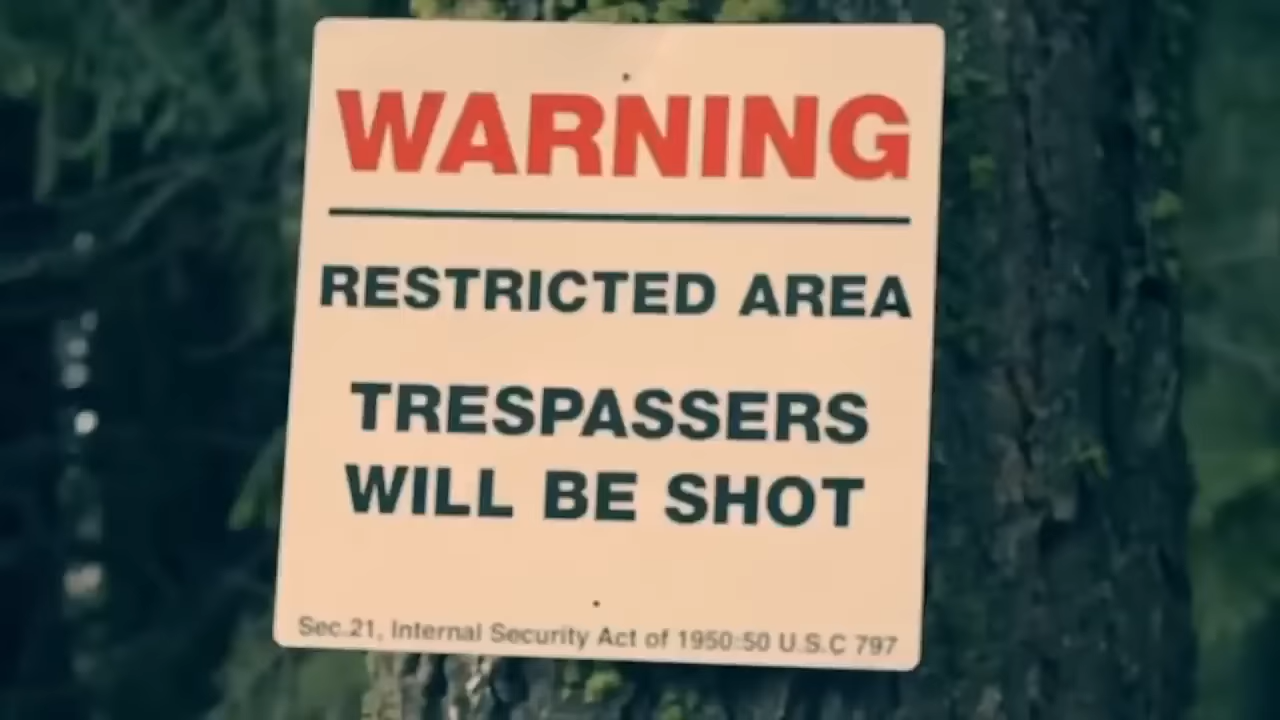 WARNING
RESTRICTED AREA
TRESPASSERS
WILL BE SHOT
Sec.21, Internal Security Act of 1950:50 U.S.C 797